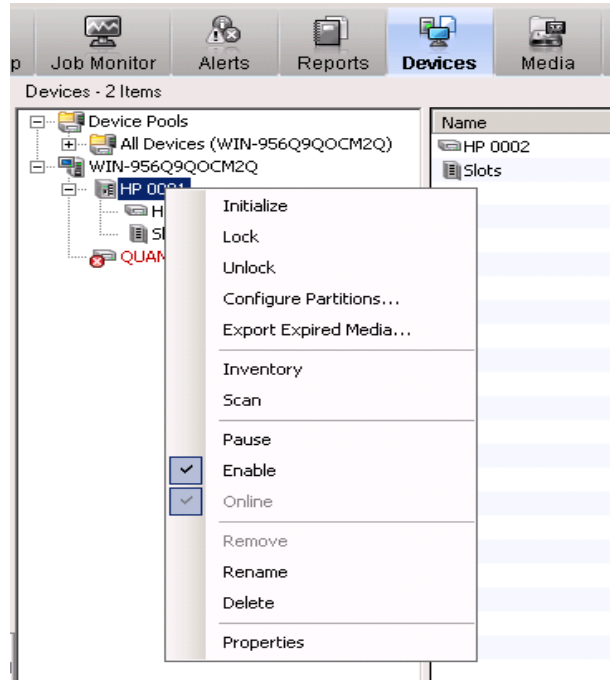 p Job Monitor Alerts Reports Devices Media
Devices - 2 Items
Device Pools
All Devices (WIN-956Q9QOCM2Q)
WIN-956Q9QOCM2Q
HP 0001
H
Sl
QUAN
Name
HP 0002
Slots
Initialize
Lock
Unlock
Configure Partitions...
Export Expired Media...
Inventory
Scan
Pause
Enable
Online
Remove
Rename
Delete
Properties